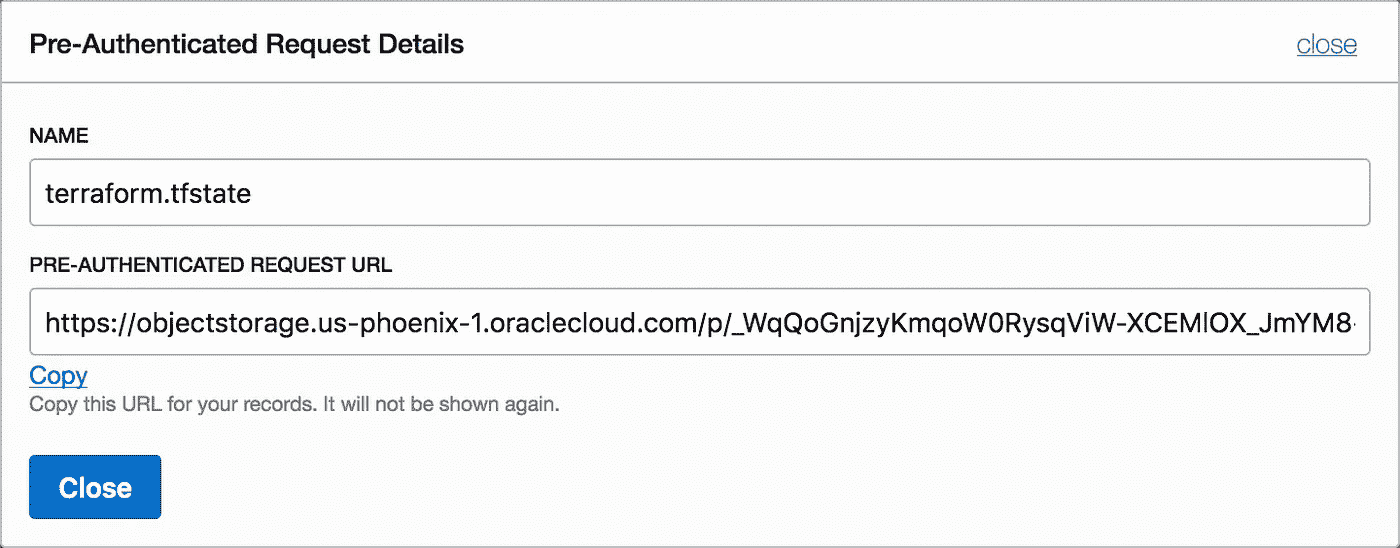 Pre-Authenticated Request Details close
NAME
terraform.tfstate
PRE-AUTHENTICATED REQUEST URL
https://objectstorage.us-phoenix-1.oraclecloud.com/p/_WqQoGnjzyKmqoW0RysqViW-XCEMlOX_JmYM8-
Copy
Copy this URL for your records. It will not be shown again.
Close